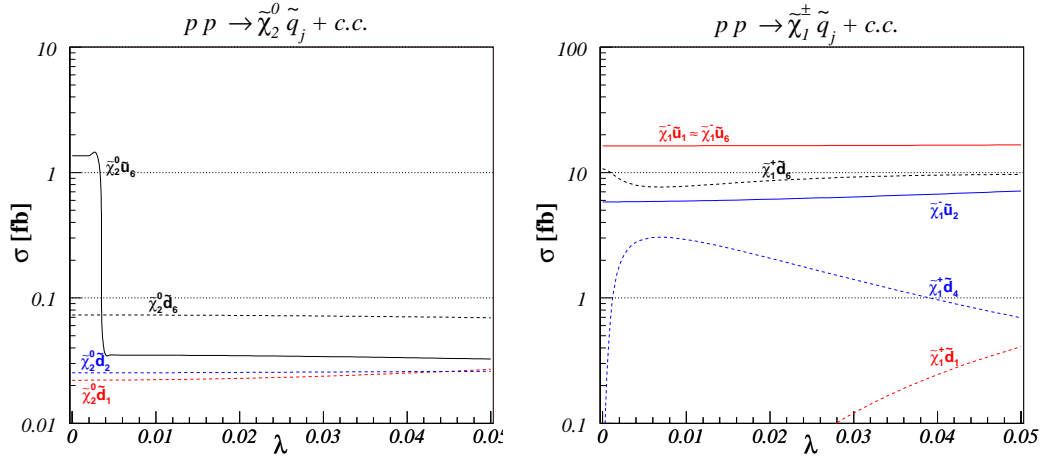 p p → χ̃₂⁰ q̃ⱼ + c.c.
σ [fb]
10
1
0.1
0.01
χ̃₂⁰ũ₆
χ̃₂⁰d̃₆
χ̃₂⁰d̃₂
χ̃₂⁰d̃₁
0 0.01 0.02 0.03 0.04 0.05
λ
p p → χ̃₁± q̃ⱼ + c.c.
σ [fb]
100
10
1
0.1
χ̃₁⁻ũ₁ ≈ χ̃₁⁻ũ₆
χ̃₁⁺d̃₆
χ̃₁⁻ũ₂
χ̃₁⁺d̃₄
χ̃₁⁺d̃₁
0 0.01 0.02 0.03 0.04 0.05
λ